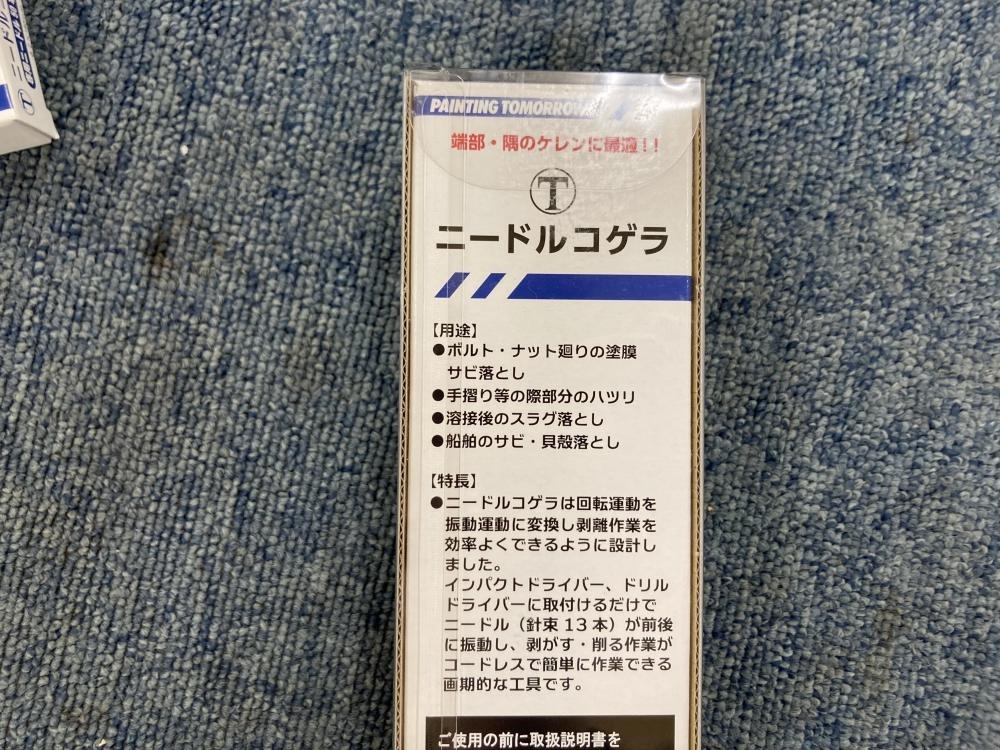 PAINTING TOMORROW
端部・隅のケレンに最適!!
T
ニードルコゲラ
【用途】
●ボルト・ナット廻りの塗膜
サビ落とし
●手摺り等の際部分のハツリ
●溶接後のスラグ落とし
●船舶のサビ・貝殻落とし
【特長】
●ニードルコゲラは回転運動を
振動運動に変換し剥離作業を
効率よくできるように設計し
ました。
インパクトドライバー、ドリル
ドライバーに取付けるだけで
ニードル（針束13本）が前後
に振動し、剥がす・削る作業が
コードレスで簡単に作業できる
画期的な工具です。
ご使用の前に取扱説明書を
T
ニードル